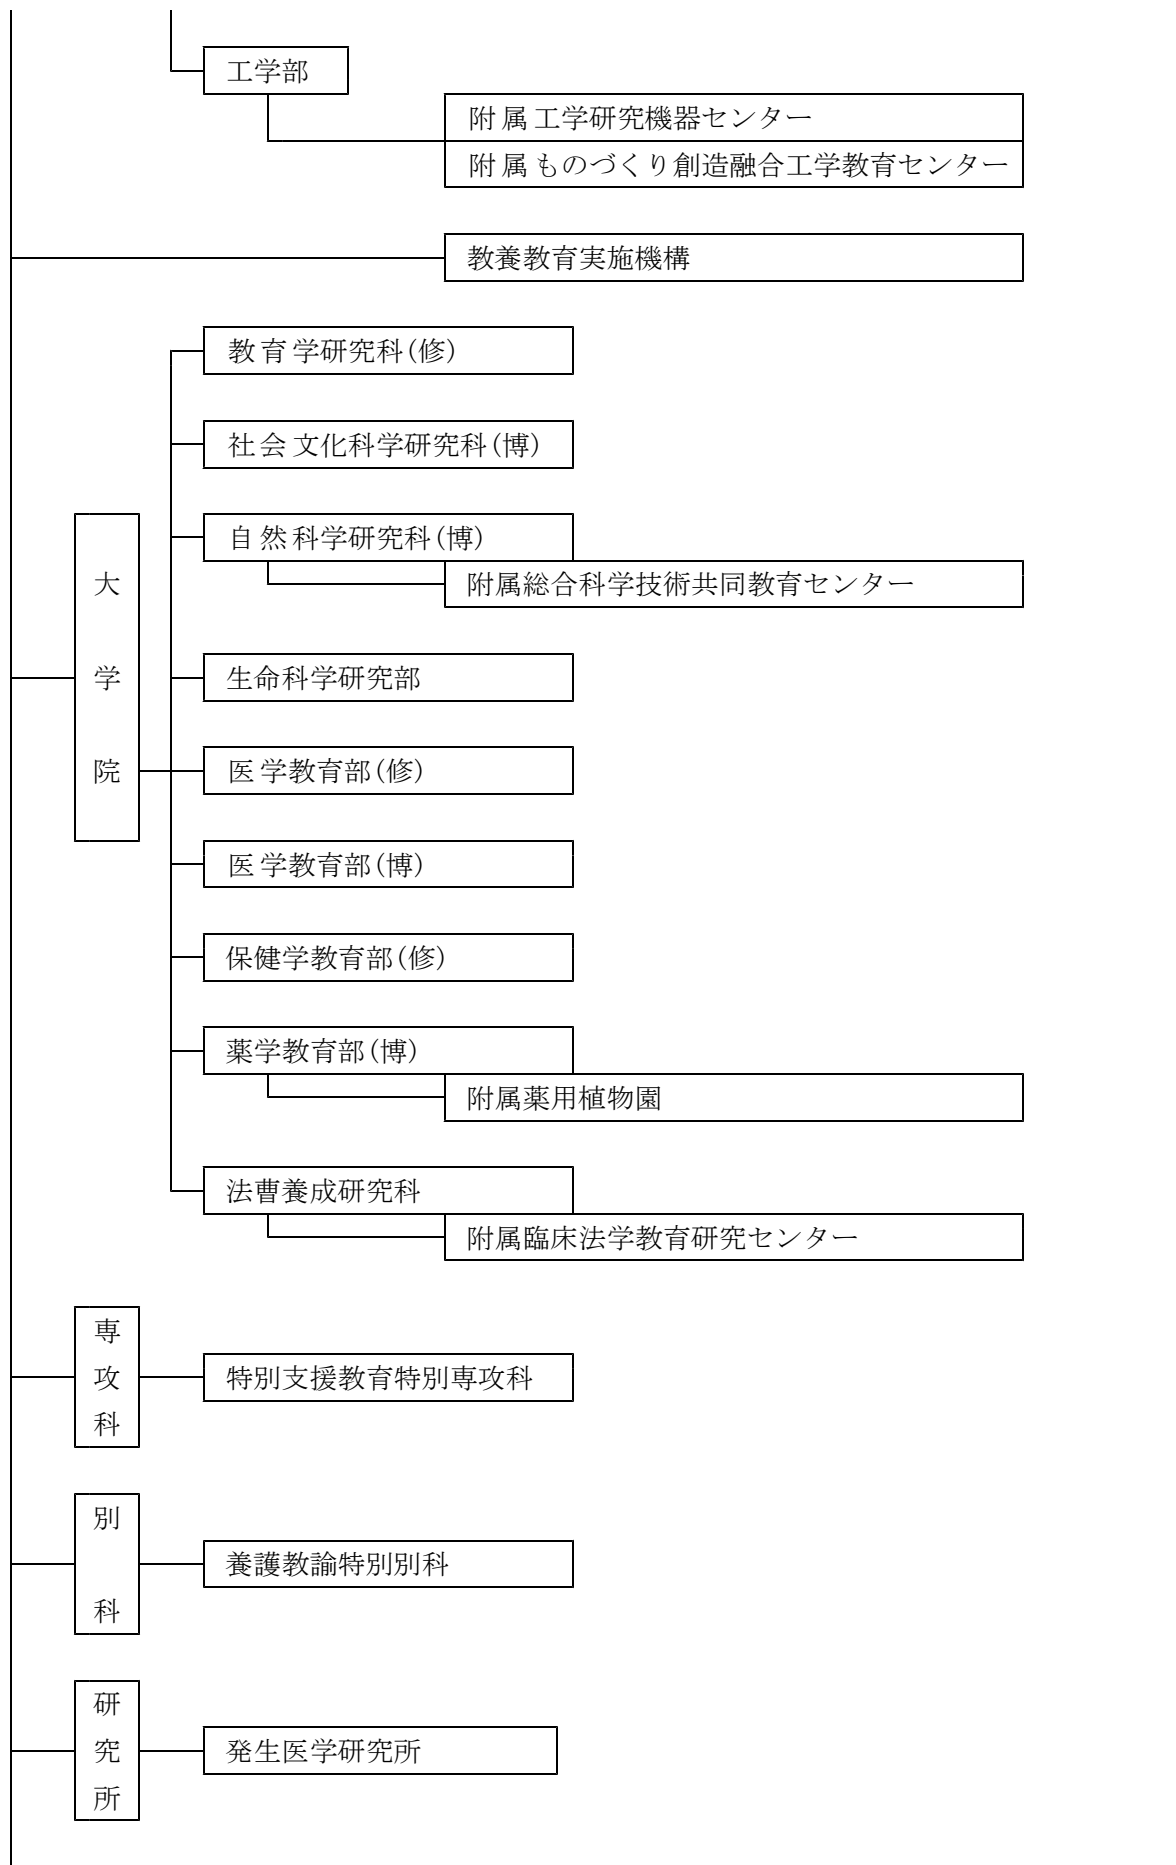 工学部
附属工学研究機器センター
附属ものづくり創造融合工学教育センター
教養教育実施機構
大学院
教育学研究科(修)
社会文化科学研究科(博)
自然科学研究科(博)
附属総合科学技術共同教育センター
生命科学研究部
医学教育部(修)
医学教育部(博)
保健学教育部(修)
薬学教育部(博)
附属薬用植物園
法曹養成研究科
附属臨床法学教育研究センター
専攻科
特別支援教育特別専攻科
別科
養護教諭特別別科
研究所
発生医学研究所